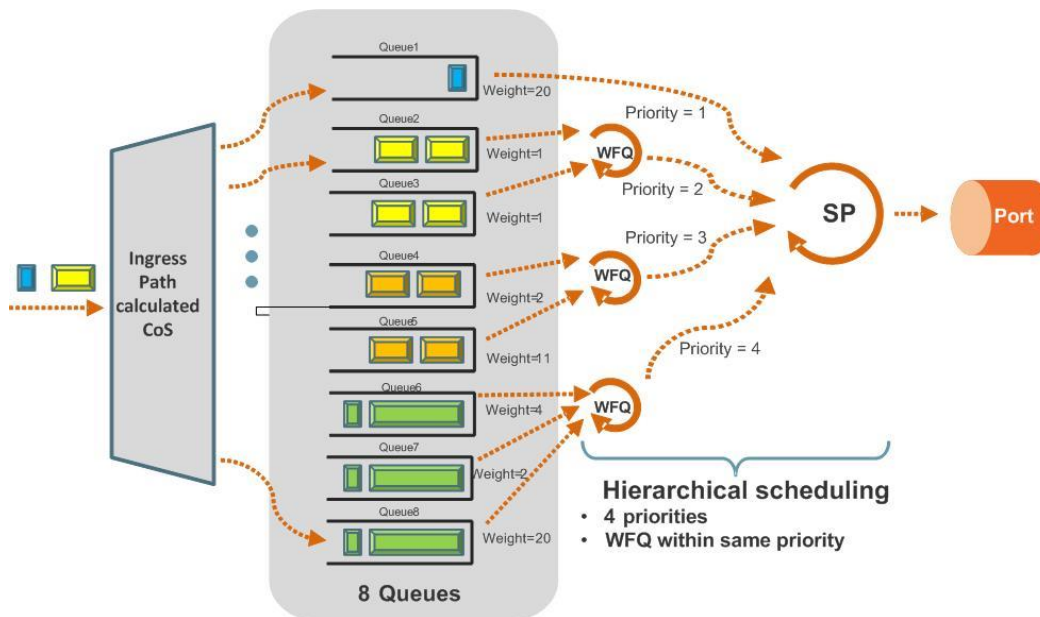 Queue1
Weight=20
Priority = 1
Queue2
Weight=1
WFQ
Priority = 2
Queue3
Weight=1
SP
Port
Priority = 3
Ingress
Path
calculated
CoS
Queue4
Weight=2
WFQ
Queue5
Weight=11
Priority = 4
Queue6
Weight=4
WFQ
Queue7
Weight=2
Queue8
Weight=20
Hierarchical scheduling
• 4 priorities
• WFQ within same priority
8 Queues